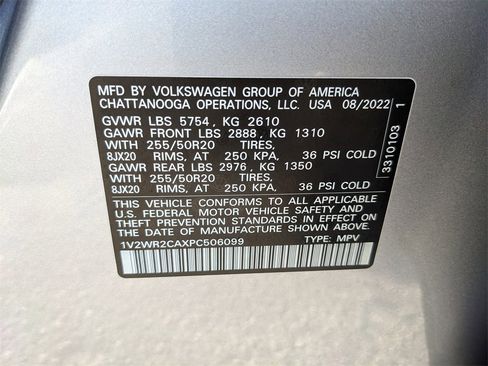 MFD BY VOLKSWAGEN GROUP OF AMERICA
CHATTANOOGA OPERATIONS, LLC. USA 08/2022
GVWR LBS 5754, KG 2610
GAWR FRONT LBS 2888, KG 1310
WITH 255/50R20 TIRES,
8JX20 RIMS, AT 250 KPA, 36 PSI COLD
GAWR REAR LBS 2976, KG 1350
WITH 255/50R20 TIRES,
8JX20 RIMS, AT 250 KPA, 36 PSI COLD
THIS VEHICLE CONFORMS TO ALL APPLICABLE
U.S. FEDERAL MOTOR VEHICLE SAFETY AND
THEFT PREVENTION STANDARDS IN EFFECT ON
THE DATE OF MANUFACTURE SHOWN ABOVE.
1V2WR2CAXPC506099 TYPE: MPV
3310103 1